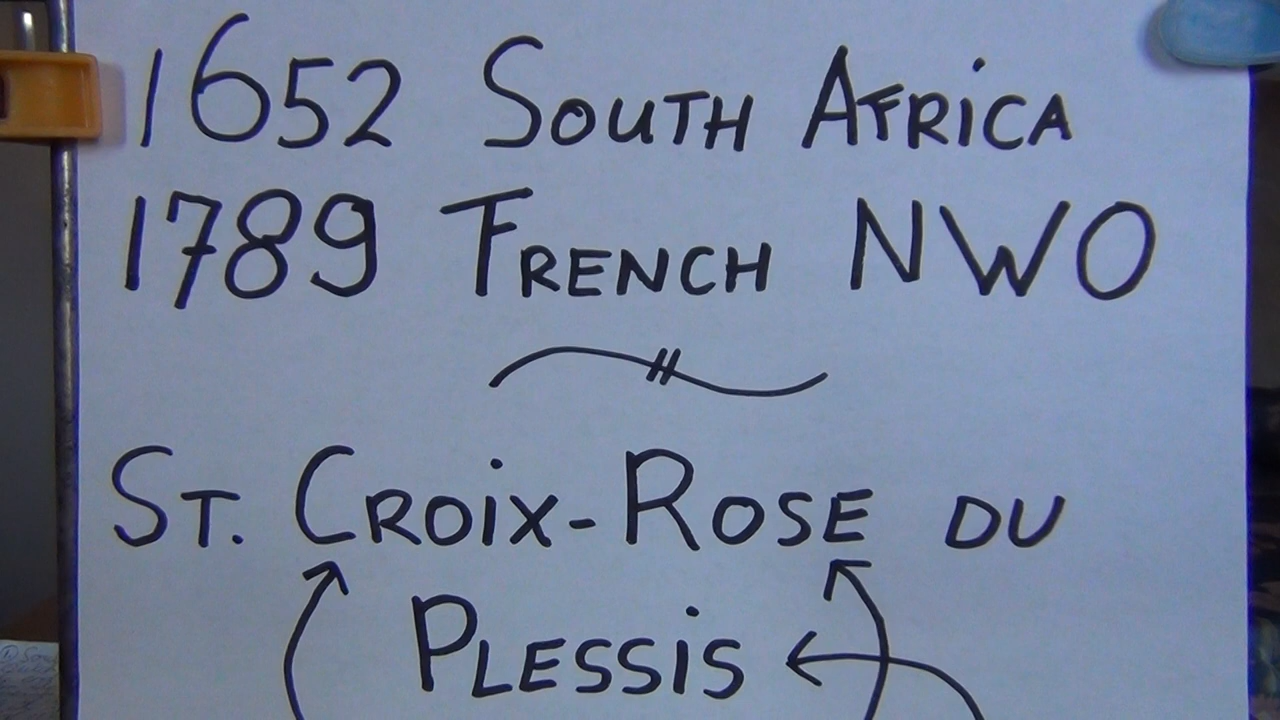 1652 SOUTH AFRICA
1789 FRENCH NWO
ST. CROIX-ROSE DU
PLESSIS